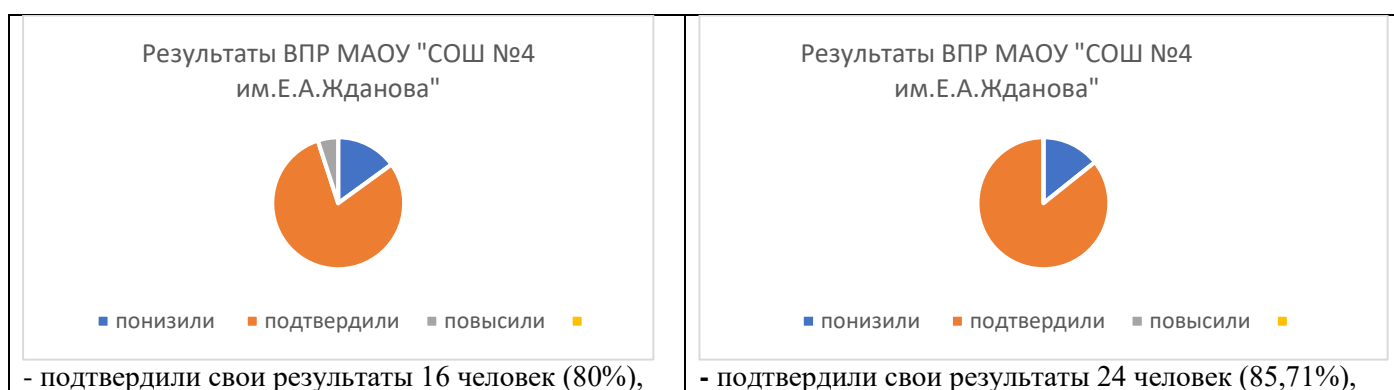 Результаты ВПР МАОУ "СОШ №4
им.Е.А.Жданова"
понизили подтвердили повысили
- подтвердили свои результаты 16 человек (80%),
Результаты ВПР МАОУ "СОШ №4
им.Е.А.Жданова"
понизили подтвердили повысили
- подтвердили свои результаты 24 человек (85,71%),